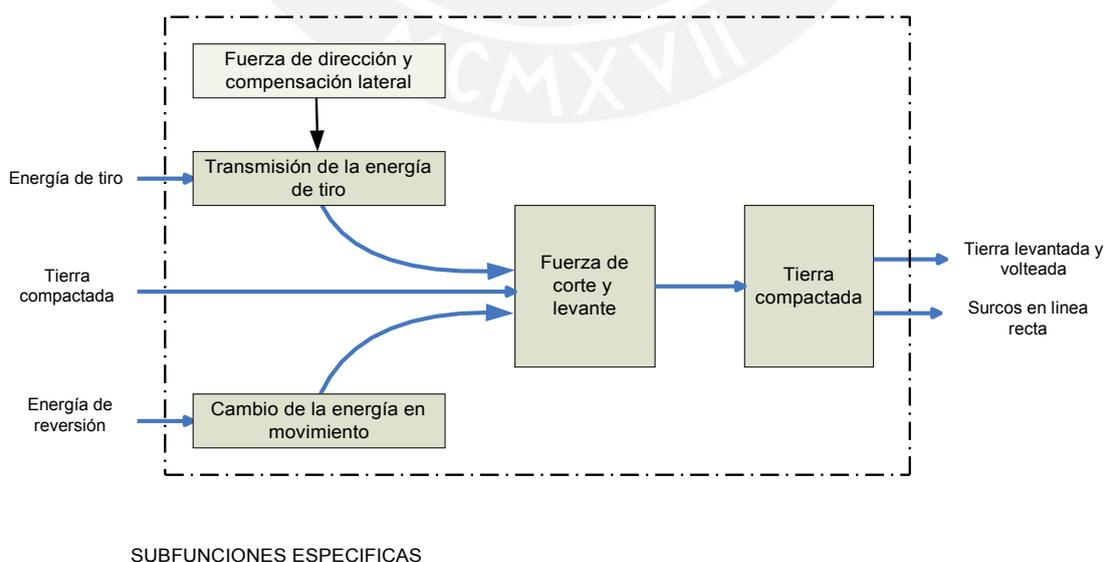 MCMXVII
Fuerza de dirección y
compensación lateral
Energía de tiro
Transmisión de la energía
de tiro
Tierra
compactada
Fuerza de
corte y
levante
Tierra
compactada
Tierra levantada y
volteada
Surcos en linea
recta
Energía de
reversión
Cambio de la energía en
movimiento
SUBFUNCIONES ESPECIFICAS